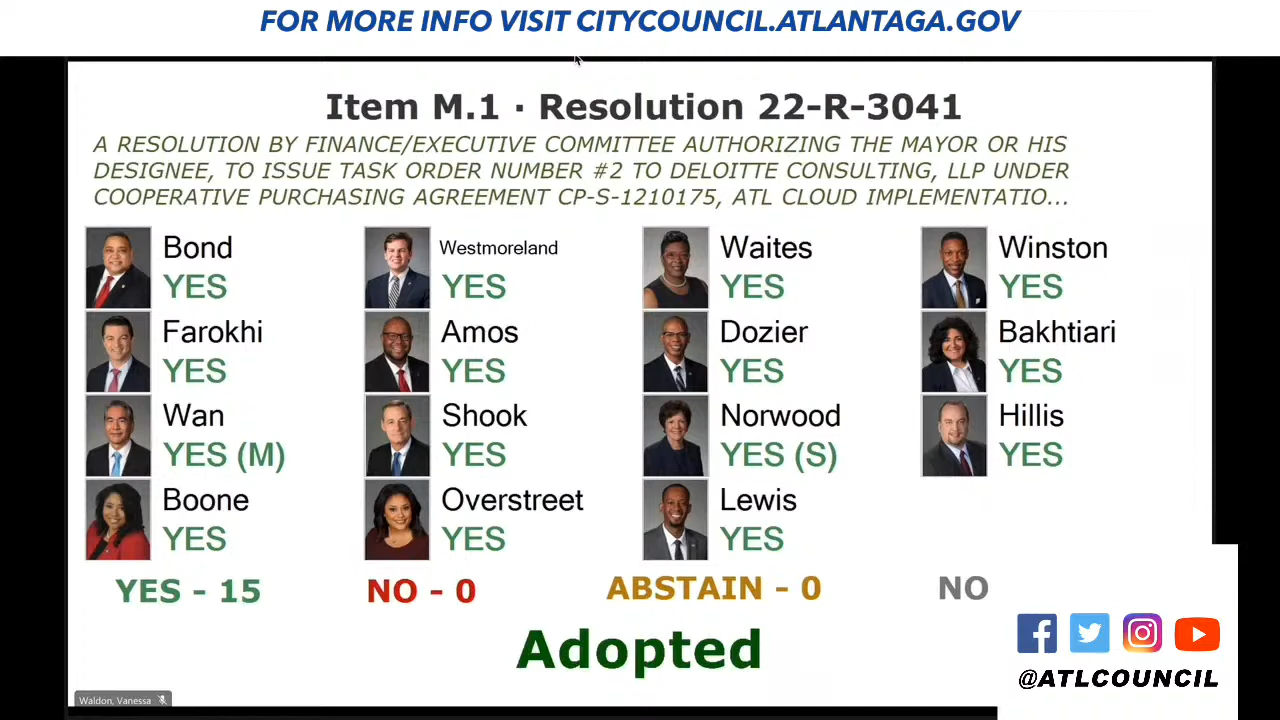 FOR MORE INFO VISIT CITYCOUNCIL.ATLANTAGA.GOV
Item M.1 · Resolution 22-R-3041
A RESOLUTION BY FINANCE/EXECUTIVE COMMITTEE AUTHORIZING THE MAYOR OR HIS
DESIGNEE, TO ISSUE TASK ORDER NUMBER #2 TO DELOITTE CONSULTING, LLP UNDER
COOPERATIVE PURCHASING AGREEMENT CP-S-1210175, ATL CLOUD IMPLEMENTATIO...
Bond
YES
Westmoreland
YES
Waites
YES
Winston
YES
Farokhi
YES
Amos
YES
Dozier
YES
Bakhtiari
YES
Wan
YES (M)
Shook
YES
Norwood
YES (S)
Hillis
YES
Boone
YES
Overstreet
YES
Lewis
YES
YES - 15
NO - 0
ABSTAIN - 0
NO
Adopted
@ATLCOUNCIL
Waldon, Vanessa